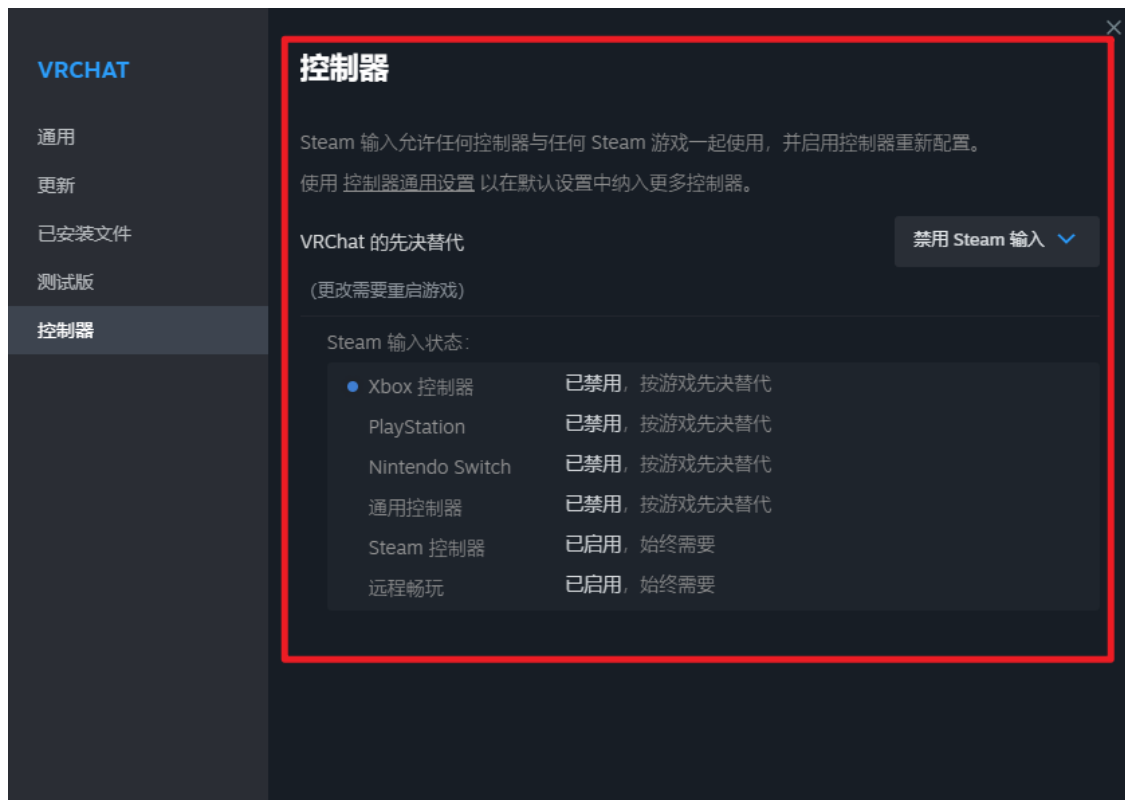 VRCHAT
通用
更新
已安装文件
测试版
控制器
控制器
Steam 输入允许任何控制器与任何 Steam 游戏一起使用，并启用控制器重新配置。
使用 控制器通用设置 以在默认设置中纳入更多控制器。
VRChat 的先决替代
禁用 Steam 输入
(更改需要重启游戏)
Steam 输入状态：
Xbox 控制器 已禁用，按游戏先决替代
PlayStation 已禁用，按游戏先决替代
Nintendo Switch 已禁用，按游戏先决替代
通用控制器 已禁用，按游戏先决替代
Steam 控制器 已启用，始终需要
远程畅玩 已启用，始终需要